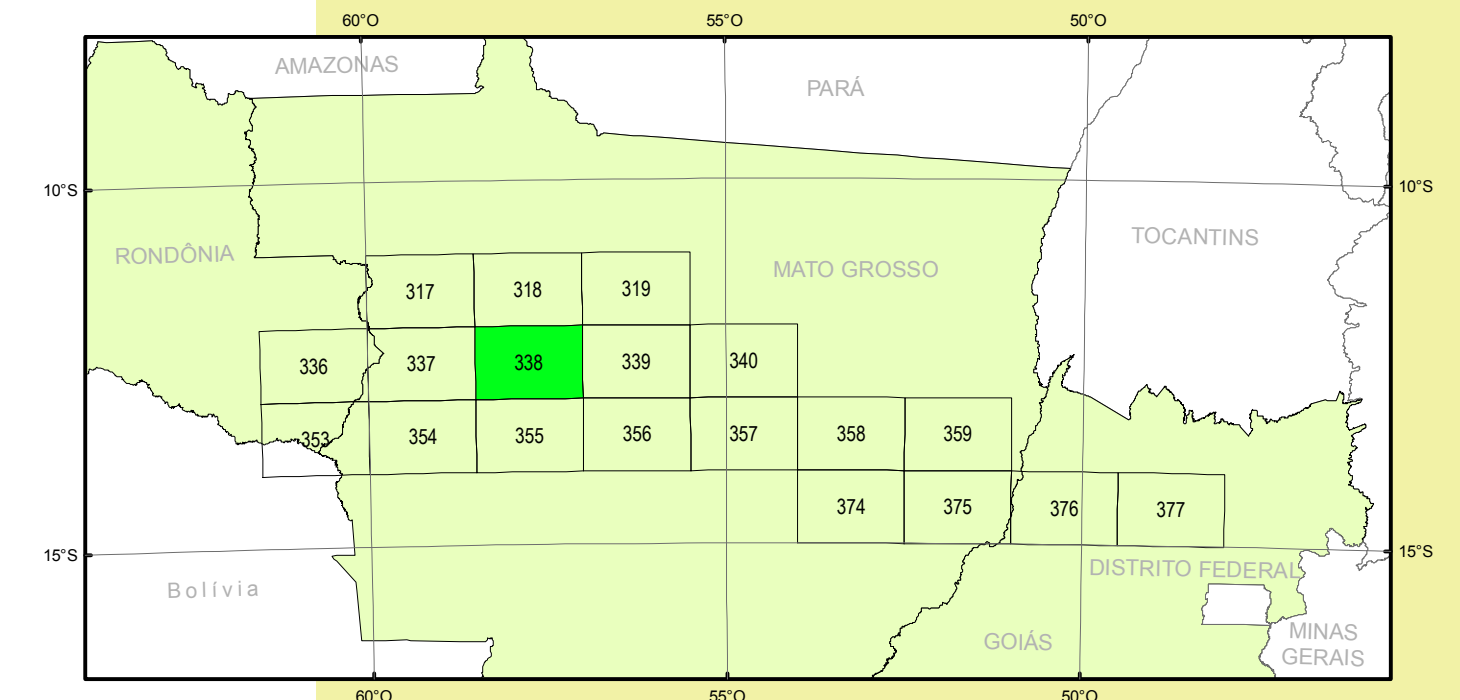 60°O 55°O 50°O
AMAZONAS
PARÁ
10°S 10°S
RONDÔNIA
TOCANTINS
MATO GROSSO
317 318 319
336 337 338 339 340
353 354 355 356 357 358 359
374 375 376 377
15°S 15°S
DISTRITO FEDERAL
Bolívia
GOIÁS
MINAS
GERAIS
60°O 55°O 50°O